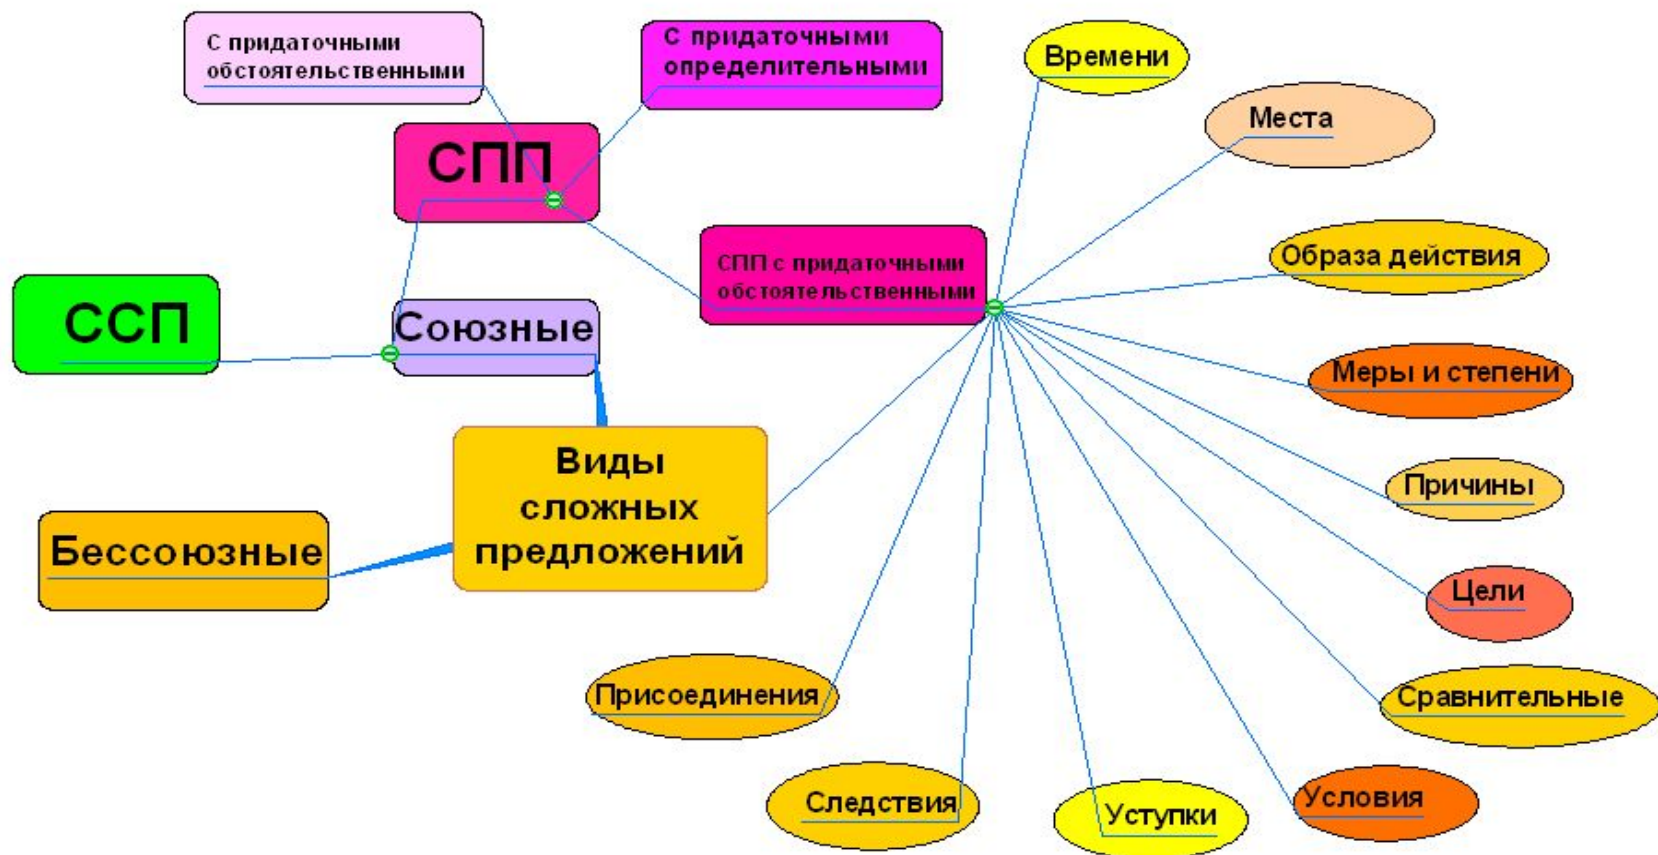 С придаточными
обстоятельственными
С придаточными
определительными
СПП
СПП с придаточными
обстоятельственными
ССП
Союзные
Виды
сложных
предложений
Бессоюзные
Времени
Места
Образа действия
Меры и степени
Причины
Цели
Сравнительные
Условия
Уступки
Следствия
Присоединения